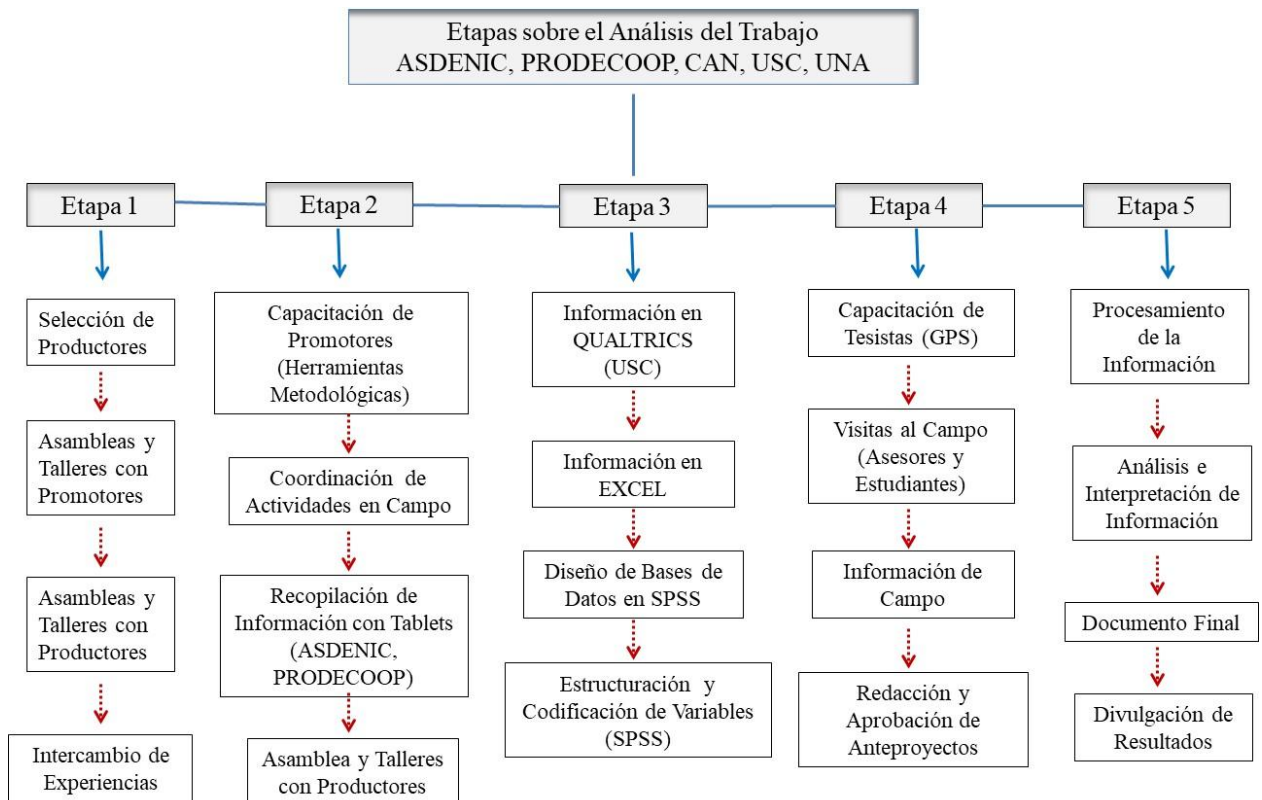 Etapas sobre el Análisis del Trabajo
ASDENIC, PRODECOOP, CAN, USC, UNA
Etapa 1
Selección de
Productores
Asambleas y
Talleres con
Promotores
Asambleas y
Talleres con
Productores
Intercambio de
Experiencias
Etapa 2
Capacitación de
Promotores
(Herramientas
Metodológicas)
Coordinación de
Actividades en Campo
Recopilación de
Información con Tablets
(ASDENIC,
PRODECOOP)
Asamblea y Talleres
con Productores
Etapa 3
Información en
QUALTRICS
(USC)
Información en
EXCEL
Diseño de Bases de
Datos en SPSS
Estructuración y
Codificación de Variables
(SPSS)
Etapa 4
Capacitación de
Tesistas (GPS)
Visitas al Campo
(Asesores y
Estudiantes)
Información de
Campo
Redacción y
Aprobación de
Anteproyectos
Etapa 5
Procesamiento
de la
Información
Análisis e
Interpretación de
Información
Documento Final
Divulgación de
Resultados